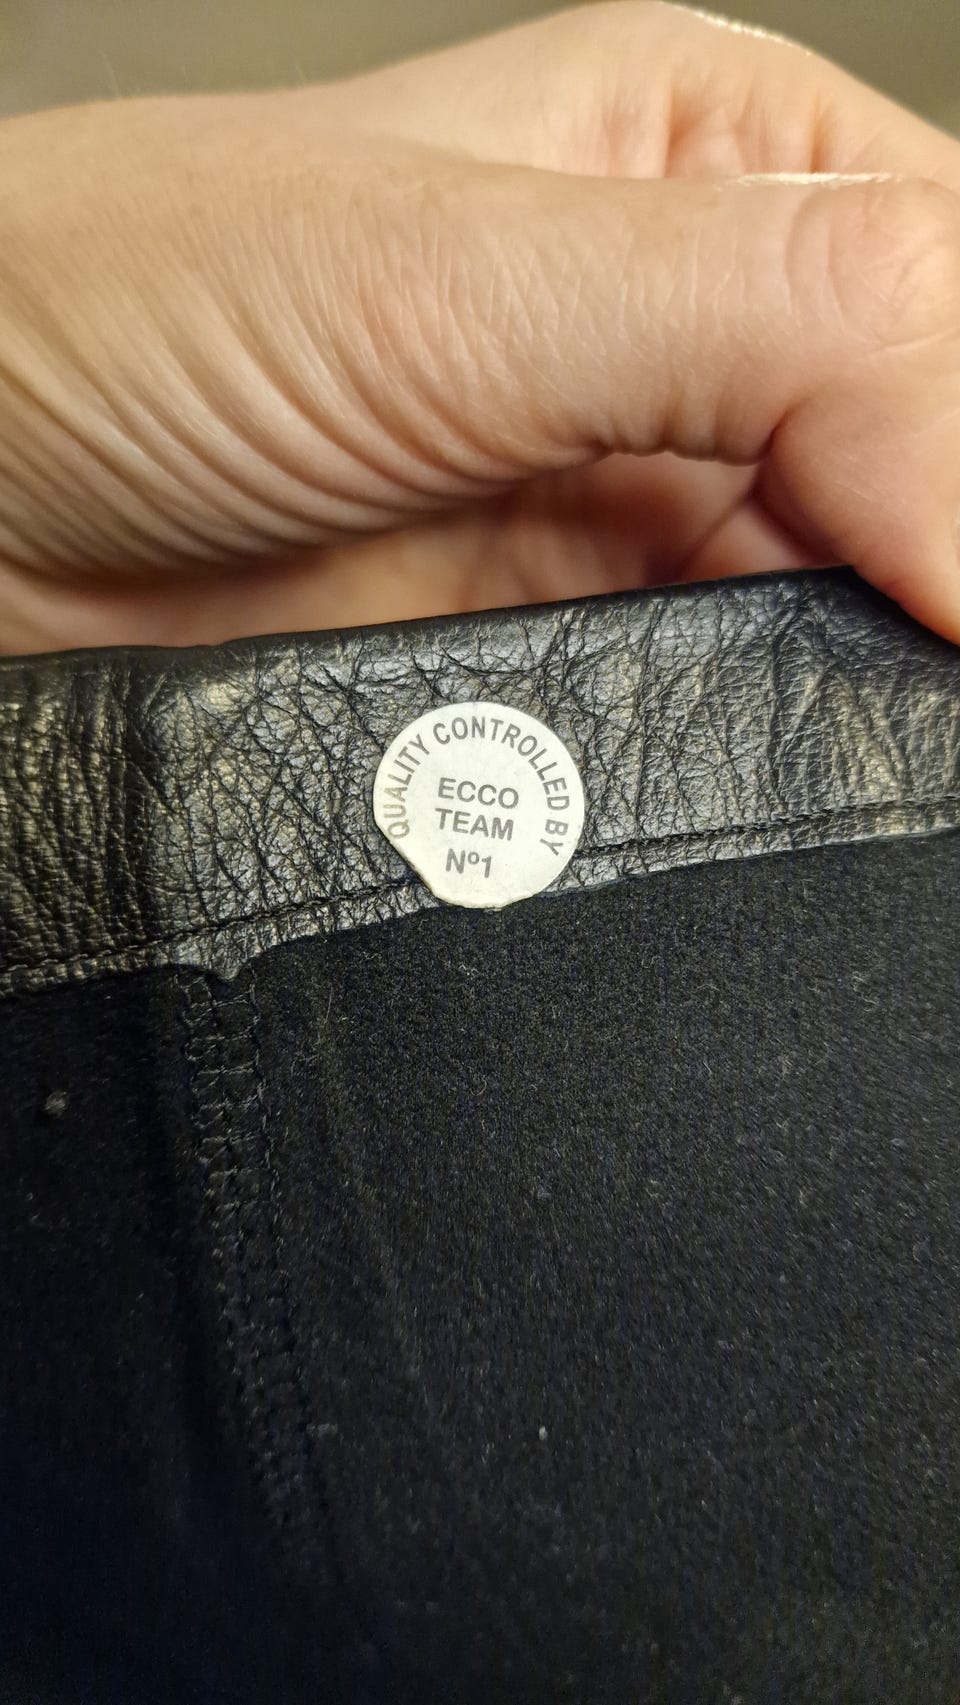 QUALITY CONTROLLED BY
ECCO
TEAM
Nº1